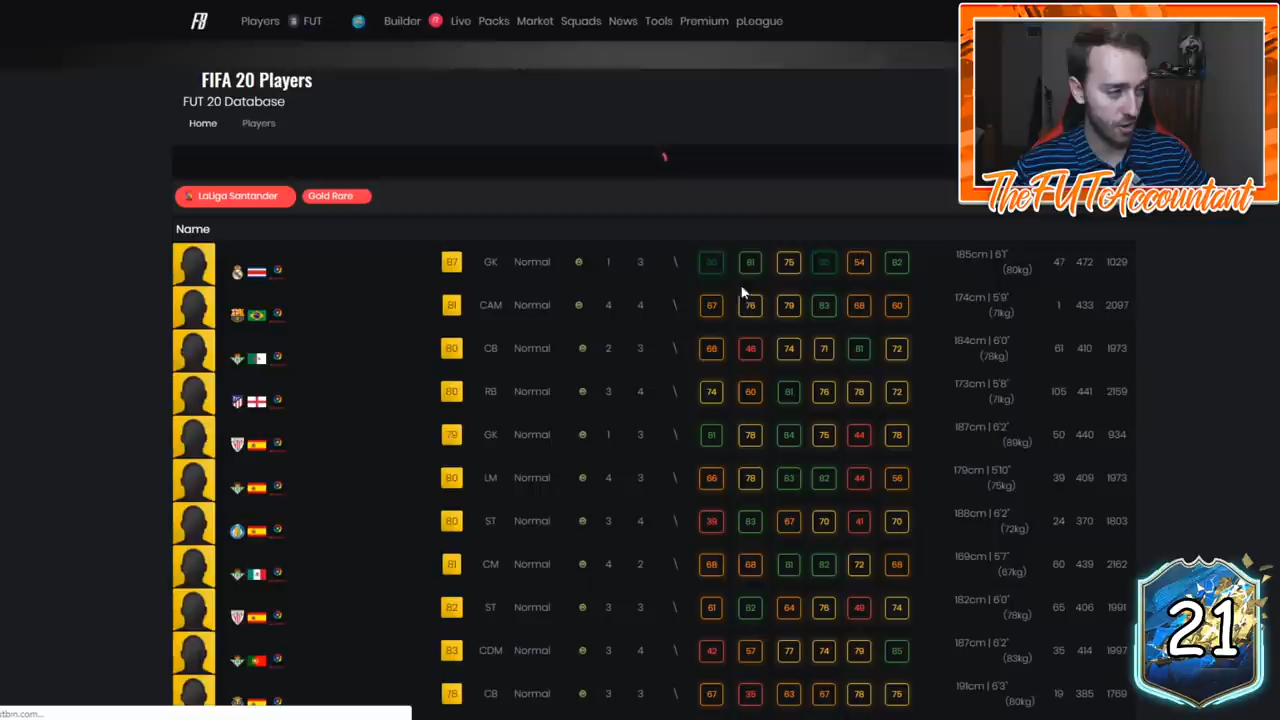 FB Players FUT Builder Live Packs Market Squads News Tools Premium pLeague
FIFA 20 Players
FUT 20 Database
Home Players
LaLiga Santander Gold Rare
TheFUTAccountant
Name
87 GK Normal 1 3 \ 81 75 54 82 185cm | 6'1" (80kg) 47 472 1029
81 CAM Normal 4 4 \ 67 76 79 83 68 60 174cm | 5'9" (71kg) 1 433 2097
80 CB Normal 2 3 \ 66 46 74 71 81 72 184cm | 6'0" (78kg) 61 410 1973
80 RB Normal 3 4 \ 74 60 81 76 78 72 173cm | 5'8" (71kg) 105 441 2159
79 GK Normal 1 3 \ 81 78 84 75 44 78 187cm | 6'2" (89kg) 50 440 934
80 LM Normal 4 3 \ 66 78 83 82 44 56 179cm | 5'10" (75kg) 39 409 1973
80 ST Normal 3 4 \ 39 83 67 70 41 70 188cm | 6'2" (72kg) 24 370 1803
81 CM Normal 4 2 \ 68 68 81 82 72 68 169cm | 5'7" (67kg) 60 439 2162
82 ST Normal 3 4 \ 61 82 64 76 49 74 182cm | 6'0" (78kg) 65 406 1991
83 CDM Normal 3 4 \ 42 57 77 74 79 85 187cm | 6'2" (83kg) 35 414 1997
78 CB Normal 3 3 \ 67 35 63 67 78 75 191cm | 6'3" (80kg) 19 385 1769
21